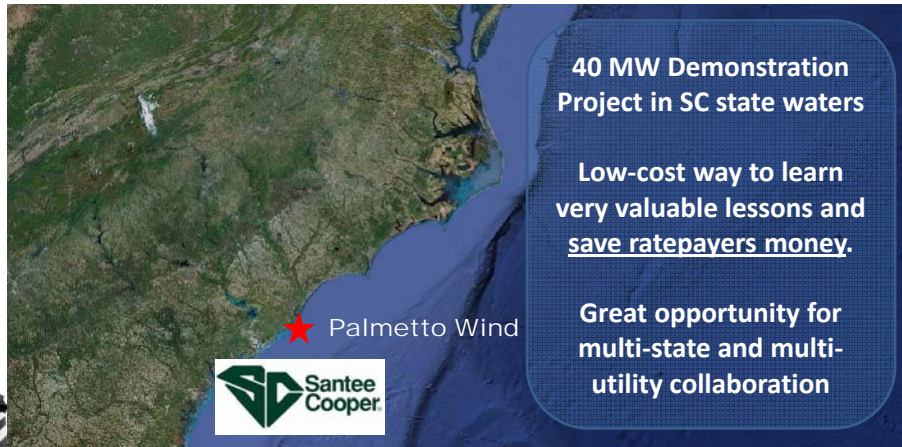 40 MW Demonstration
Project in SC state waters
Low-cost way to learn
very valuable lessons and
save ratepayers money.
Great opportunity for
multi-state and multi-
utility collaboration
Palmetto Wind
SC
Santee
Cooper®